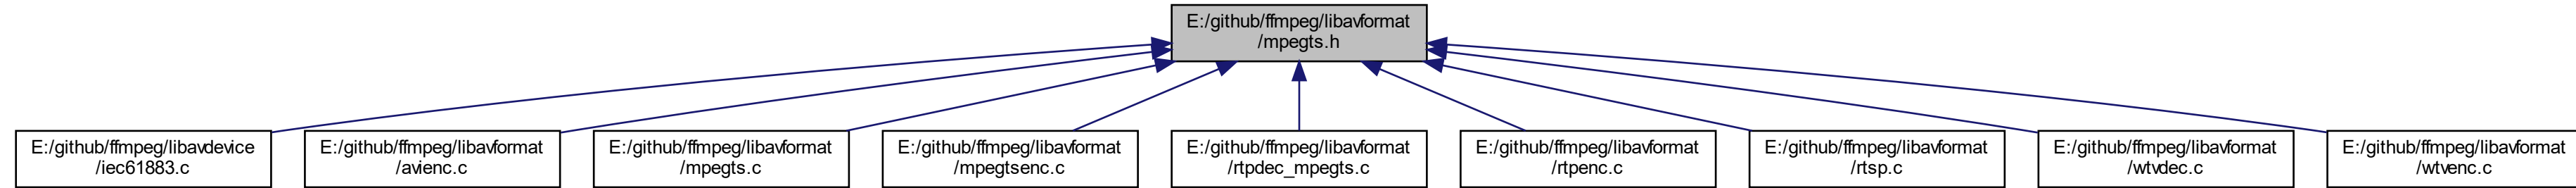 E:/github/ffmpeg/libavformat
/mpegts.h
E:/github/ffmpeg/libavdevice
/iec61883.c
E:/github/ffmpeg/libavformat
/avienc.c
E:/github/ffmpeg/libavformat
/mpegts.c
E:/github/ffmpeg/libavformat
/mpegtsenc.c
E:/github/ffmpeg/libavformat
/rtpdec_mpegts.c
E:/github/ffmpeg/libavformat
/rtpenc.c
E:/github/ffmpeg/libavformat
/rtsp.c
E:/github/ffmpeg/libavformat
/wtvdec.c
E:/github/ffmpeg/libavformat
/wtvenc.c